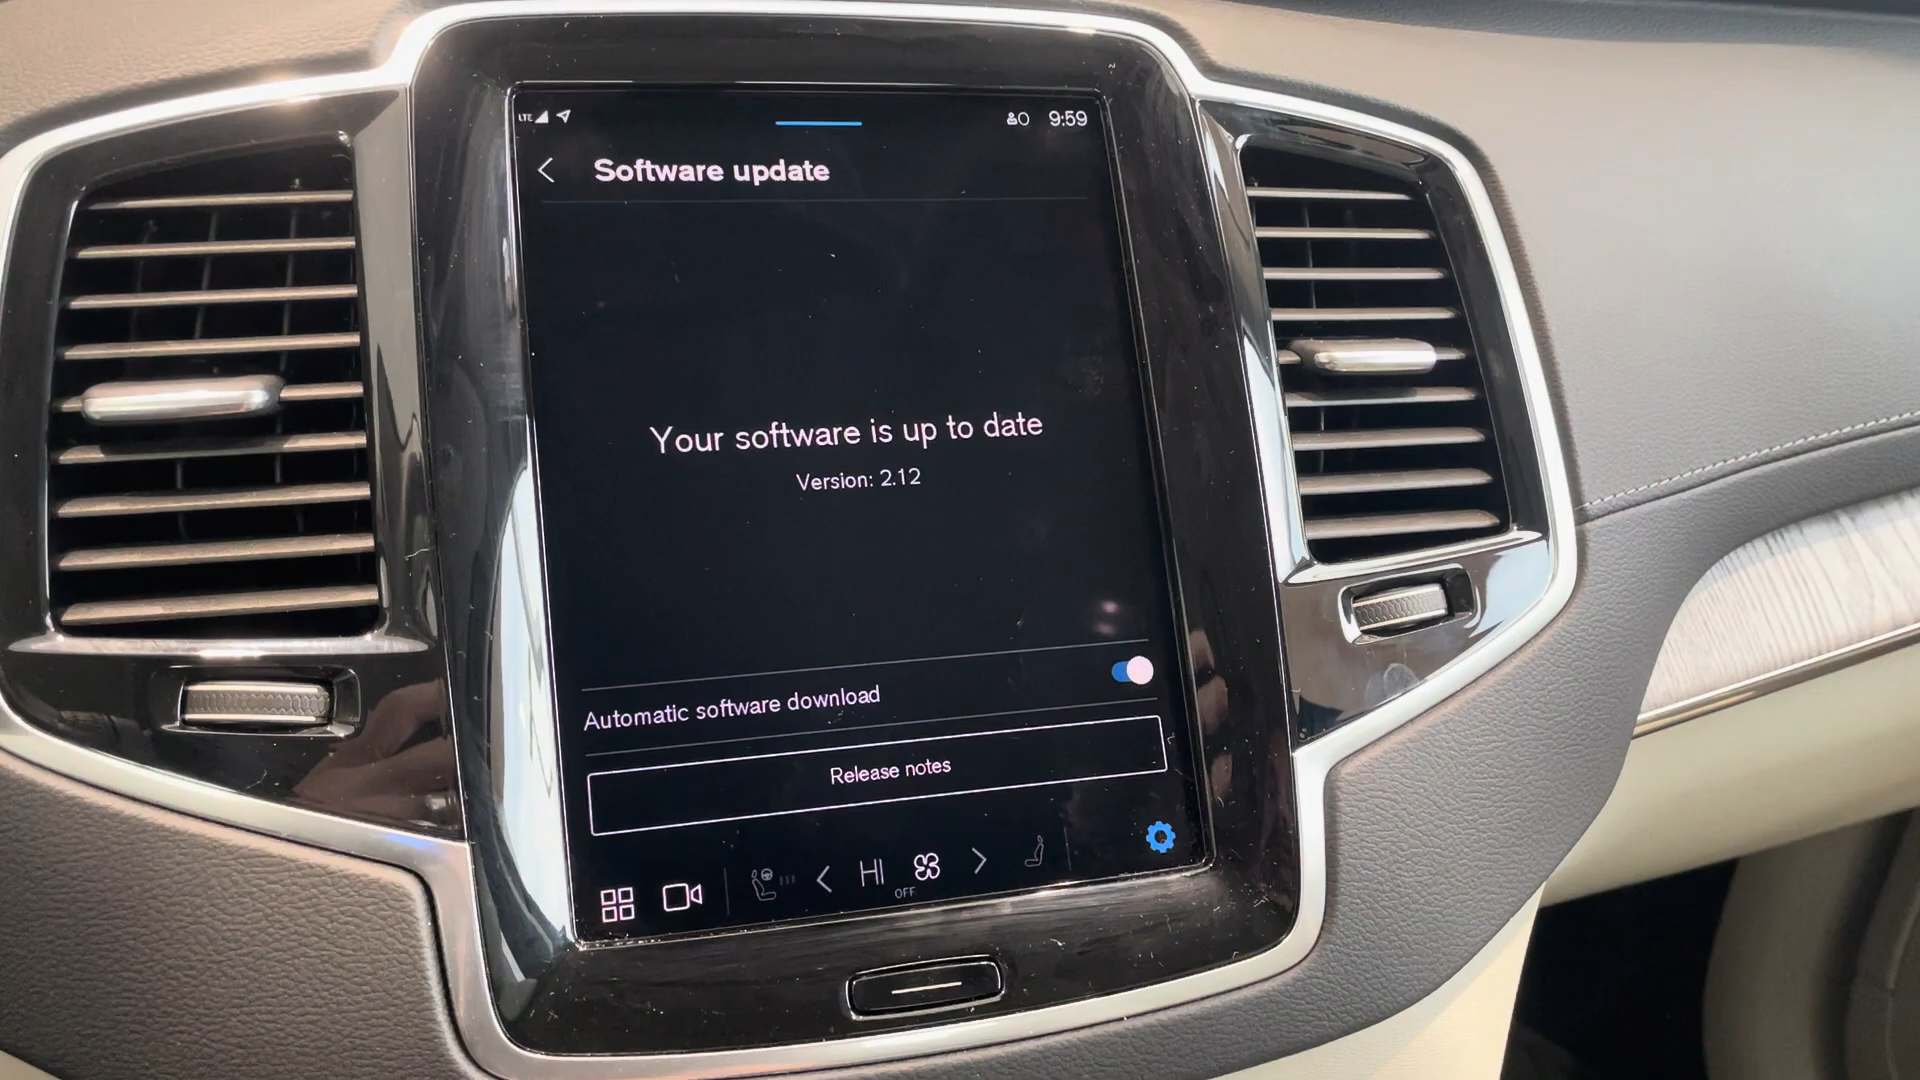 LTE 9:59
Software update
Your software is up to date
Version: 2.12
Automatic software download
Release notes
HI
OFF